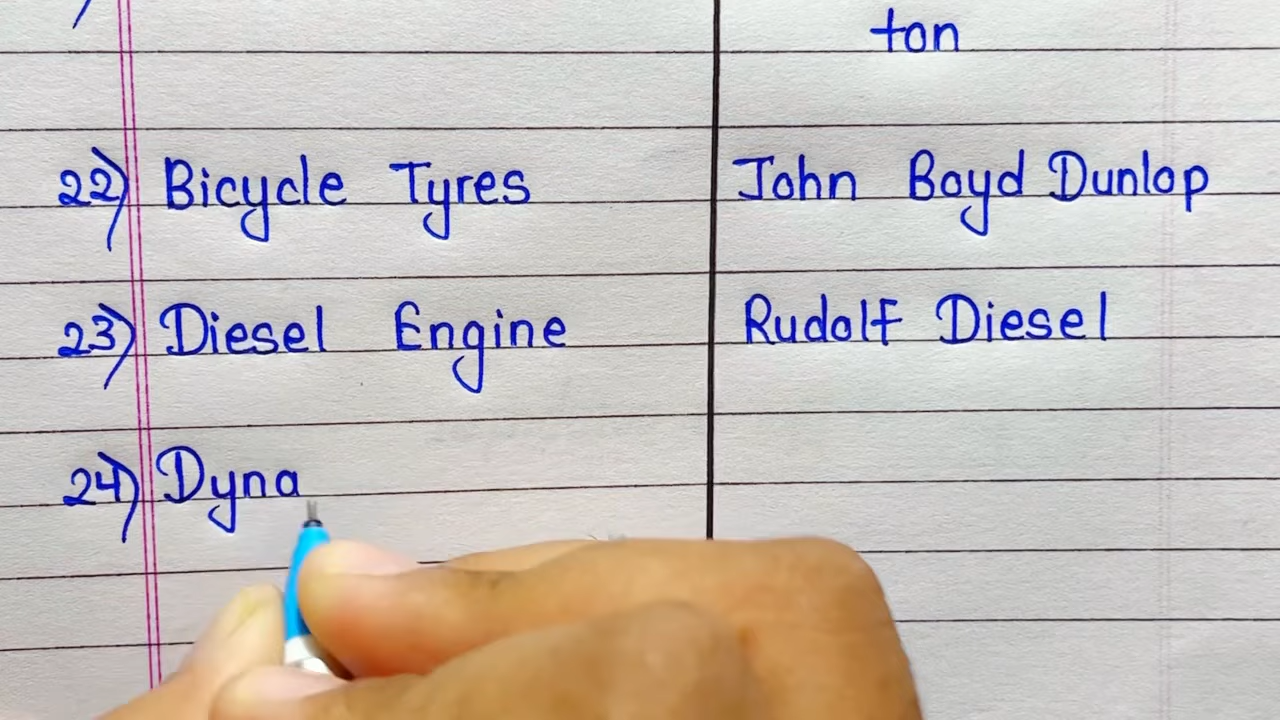 ton
22) Bicycle Tyres John Boyd Dunlop
23) Diesel Engine Rudolf Diesel
24) Dyna